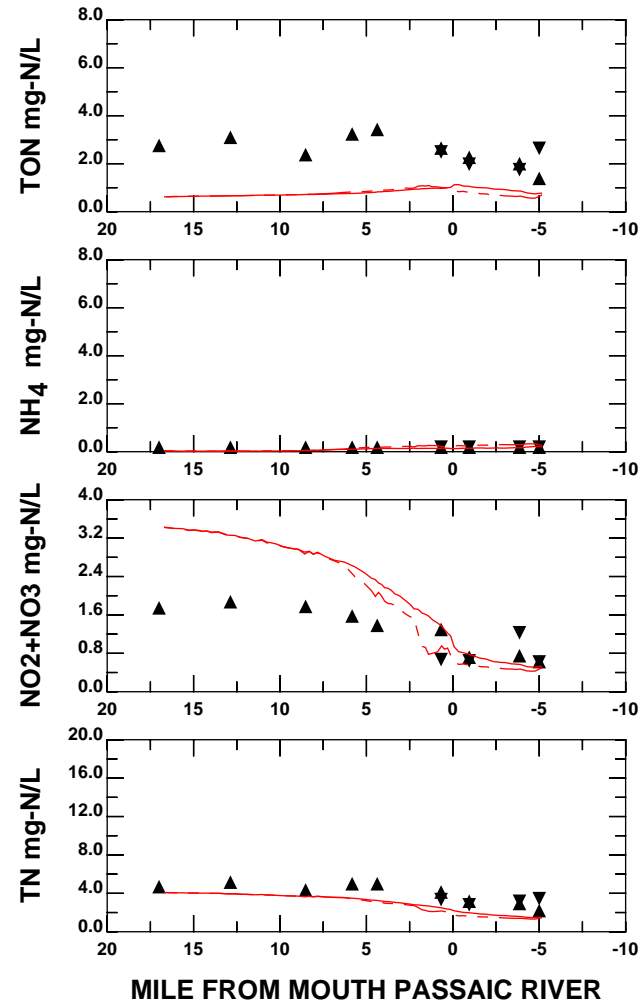 TON mg-N/L
8.0
6.0
4.0
2.0
0.0
20 15 10 5 0 -5 -10
NH4 mg-N/L
8.0
6.0
4.0
2.0
0.0
20 15 10 5 0 -5 -10
NO2+NO3 mg-N/L
4.0
3.2
2.4
1.6
0.8
0.0
20 15 10 5 0 -5 -10
TN mg-N/L
20.0
16.0
12.0
8.0
4.0
0.0
20 15 10 5 0 -5 -10
MILE FROM MOUTH PASSAIC RIVER